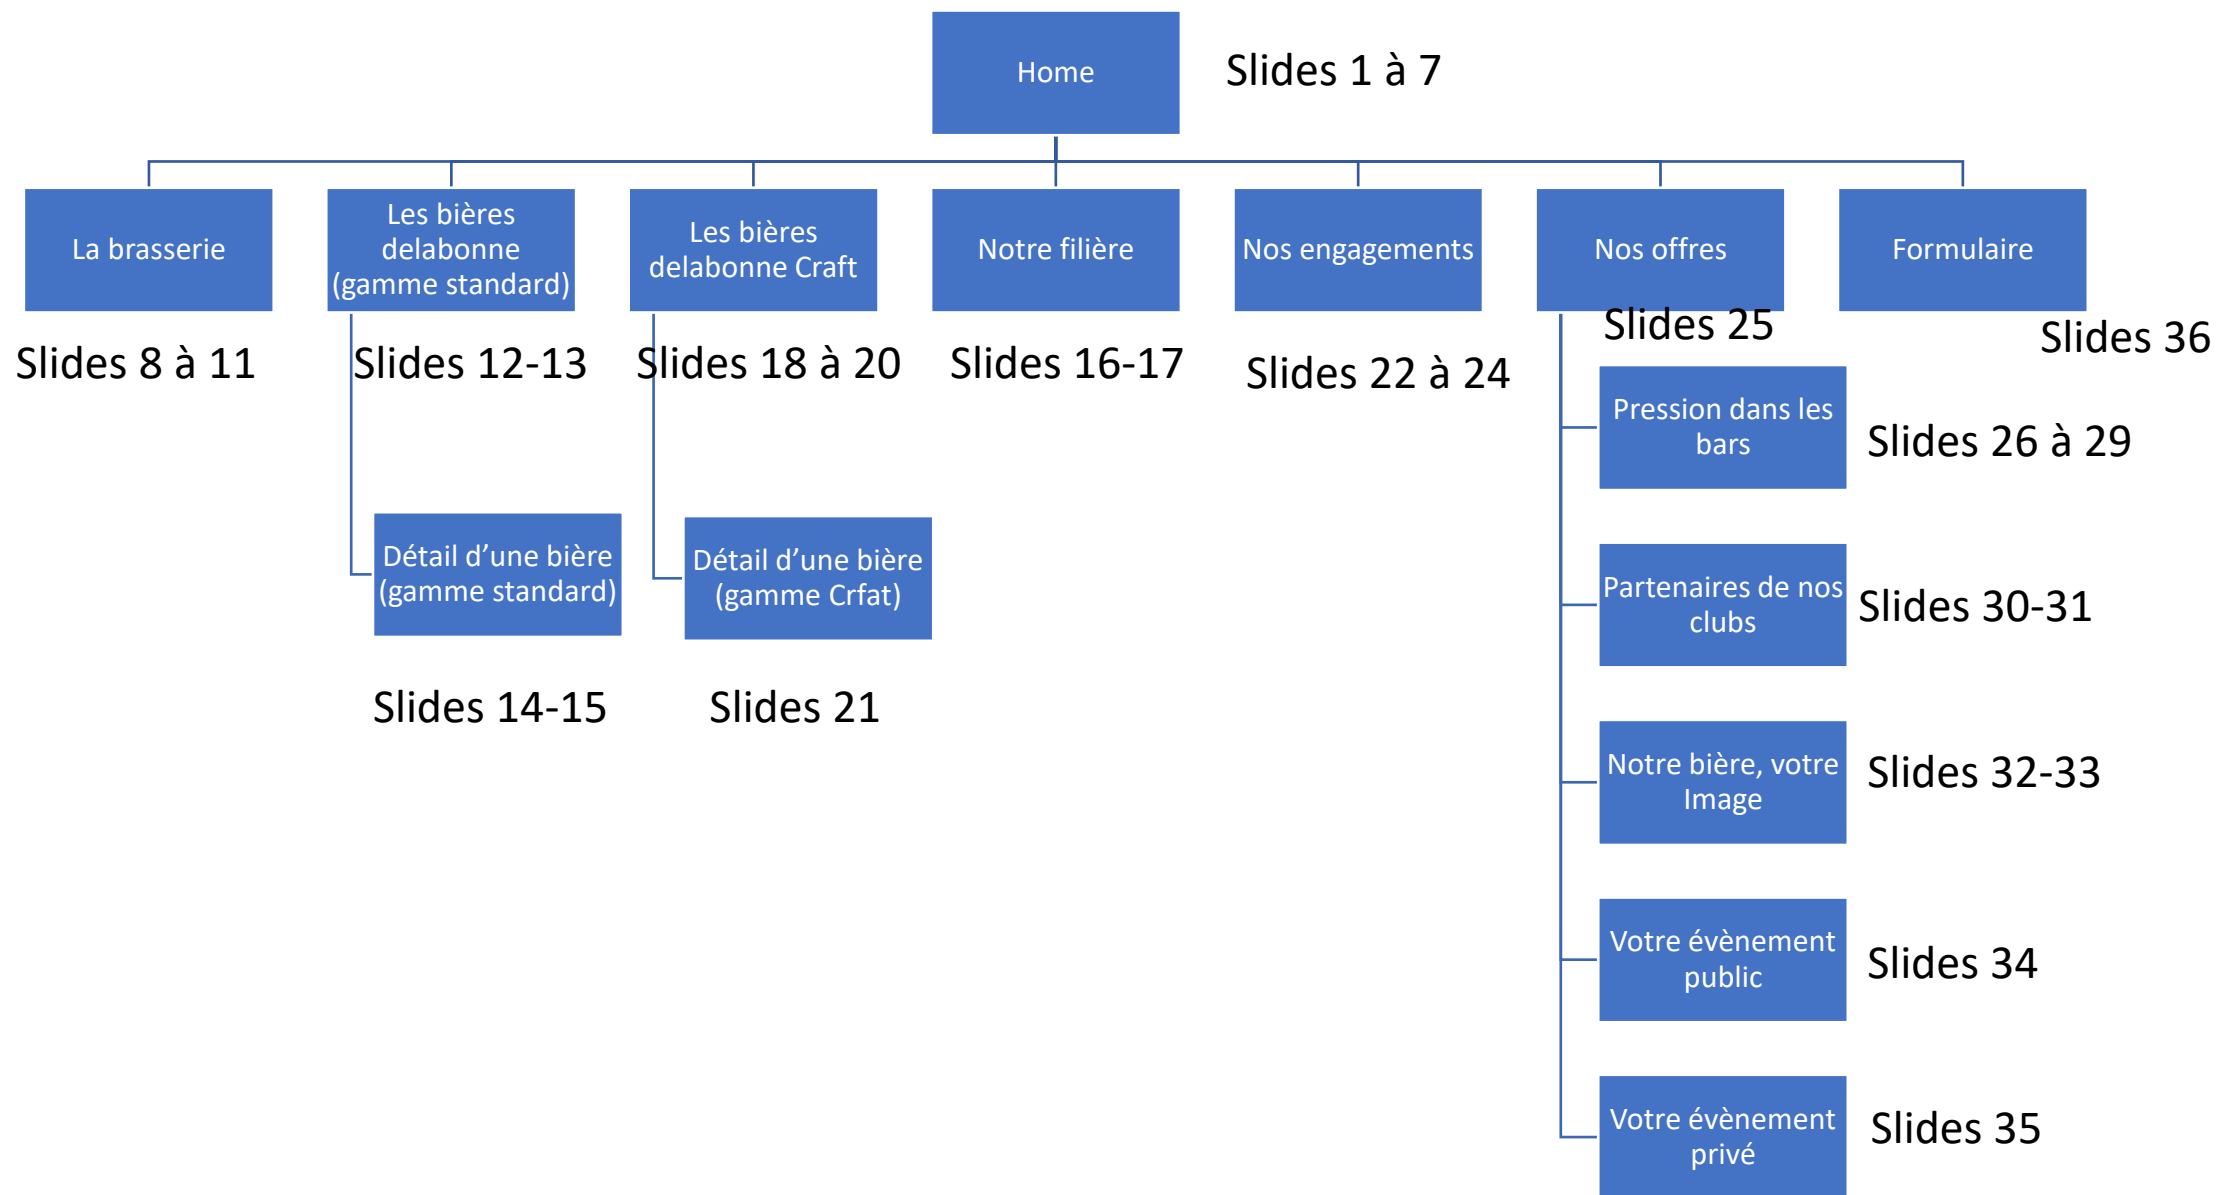 Home
Slides 1 à 7
La brasserie
Slides 8 à 11
Les bières
delabonne
(gamme standard)
Slides 12-13
Détail d’une bière
(gamme standard)
Slides 14-15
Les bières
delabonne Craft
Slides 18 à 20
Détail d’une bière
(gamme Crfat)
Slides 21
Notre filière
Slides 16-17
Nos engagements
Slides 22 à 24
Nos offres
Slides 25
Pression dans les
bars
Slides 26 à 29
Partenaires de nos
clubs
Slides 30-31
Notre bière, votre
Image
Slides 32-33
Votre évènement
public
Slides 34
Votre évènement
privé
Slides 35
Formulaire
Slides 36